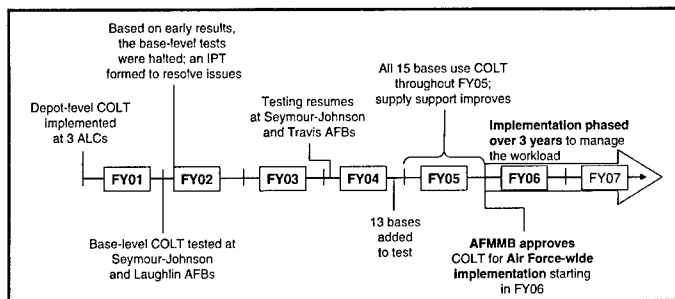 Based on early results,
the base-level tests
were halted; an IPT
formed to resolve issues
Depot-level COLT
implemented
at 3 ALCs
Testing resumes
at Seymour-Johnson
and Travis AFBs
All 15 bases use COLT
throughout FY05;
supply support improves
Implementation phased
over 3 years to manage
the workload
FY01
FY02
FY03
FY04
FY05
FY06
FY07
Base-level COLT tested at
Seymour-Johnson
and Laughlin AFBs
13 bases
added
to test
AFMMB approves
COLT for Air Force-wide
implementation starting
in FY06